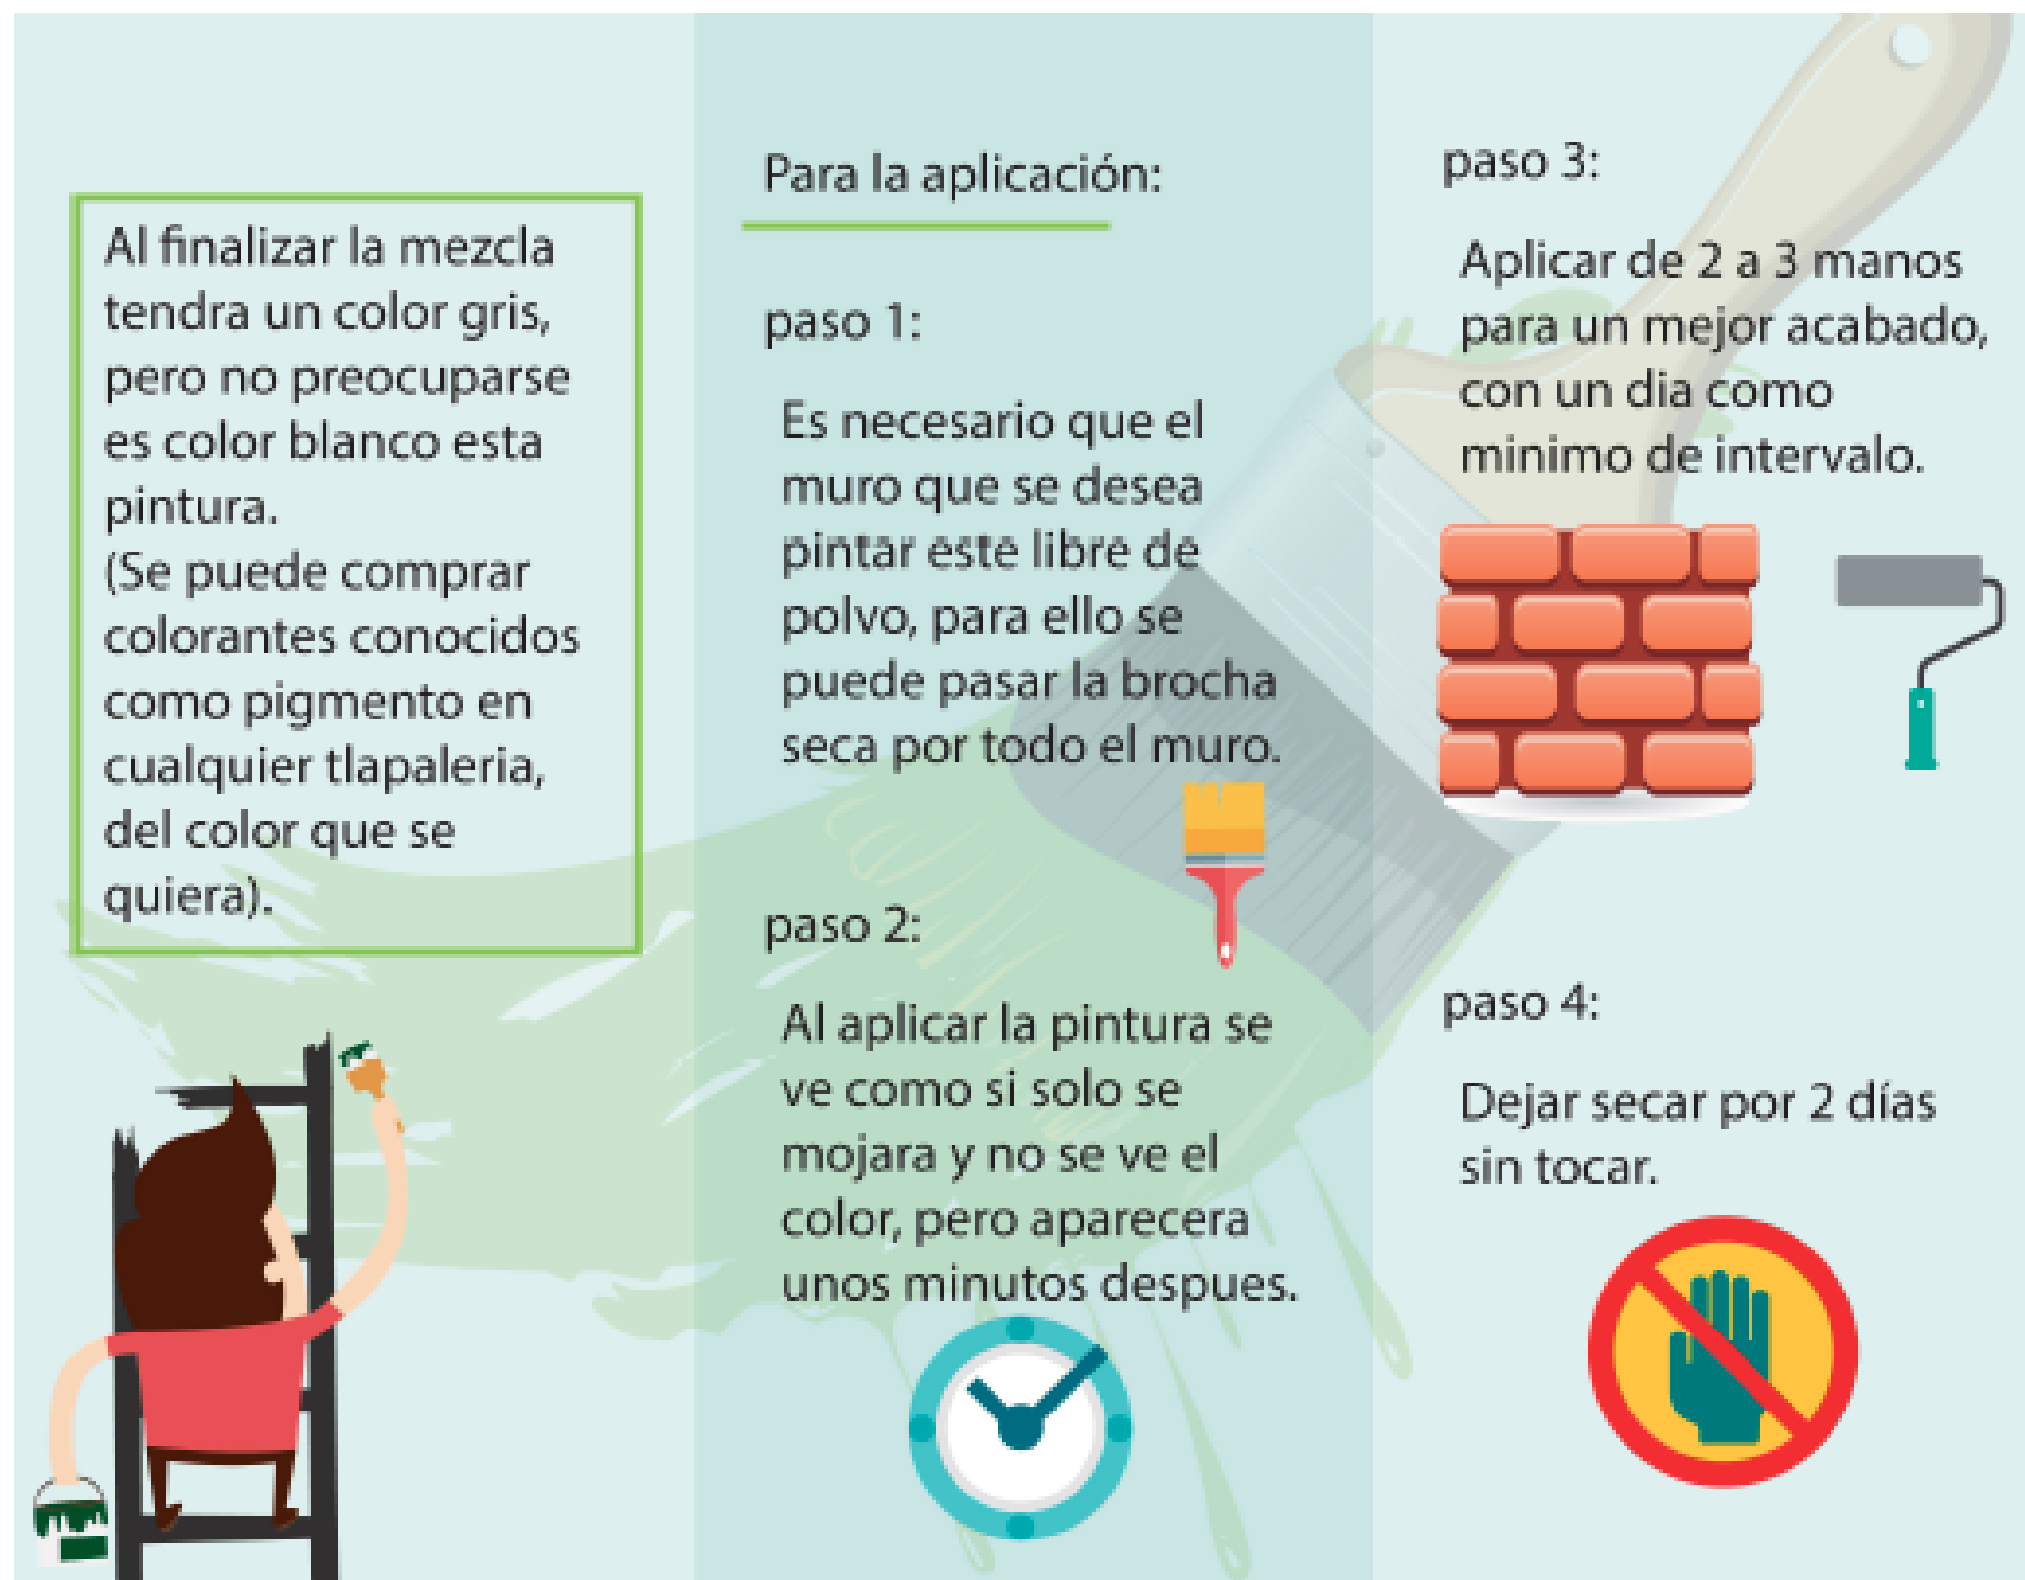 Al finalizar la mezcla
tendra un color gris,
pero no preocuparse
es color blanco esta
pintura.
(Se puede comprar
colorantes conocidos
como pigmento en
cualquier tlapaleria,
del color que se
quiera).
Para la aplicación:
paso 1:
Es necesario que el
muro que se desea
pintar este libre de
polvo, para ello se
puede pasar la brocha
seca por todo el muro.
paso 2:
Al aplicar la pintura se
ve como si solo se
mojara y no se ve el
color, pero aparecera
unos minutos despues.
paso 3:
Aplicar de 2 a 3 manos
para un mejor acabado,
con un dia como
minimo de intervalo.
paso 4:
Dejar secar por 2 días
sin tocar.